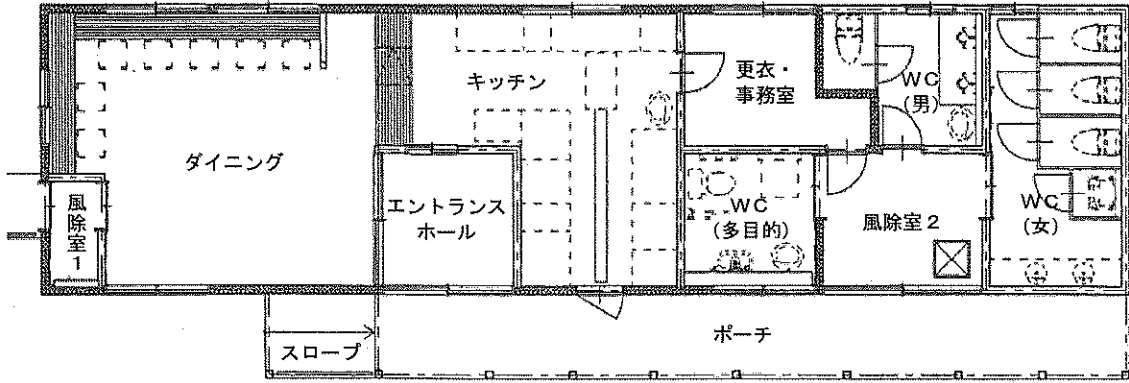 キッチン
更衣・
事務室
WC
(男)
ダイニング
エントランス
ホール
WC
(多目的)
風除室2
WC
(女)
風除室1
スロープ
ポーチ